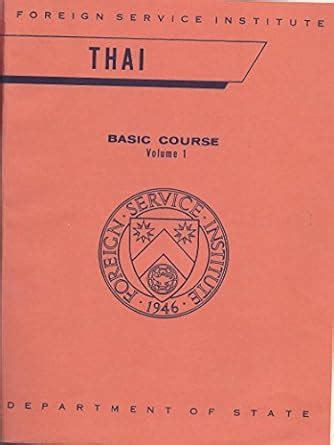 FOREIGN SERVICE INSTITUTE
THAI
BASIC COURSE
Volume 1
FOREIGN · SERVICE · INSTITUTE
· 1946 ·
DEPARTMENT OF STATE